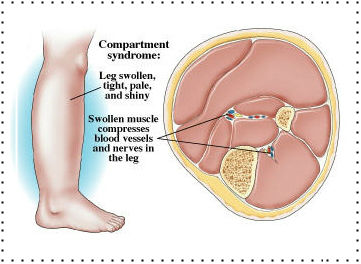 Compartment
syndrome:
Leg swollen,
tight, pale,
and shiny
Swollen muscle
compresses
blood vessels
and nerves in
the leg